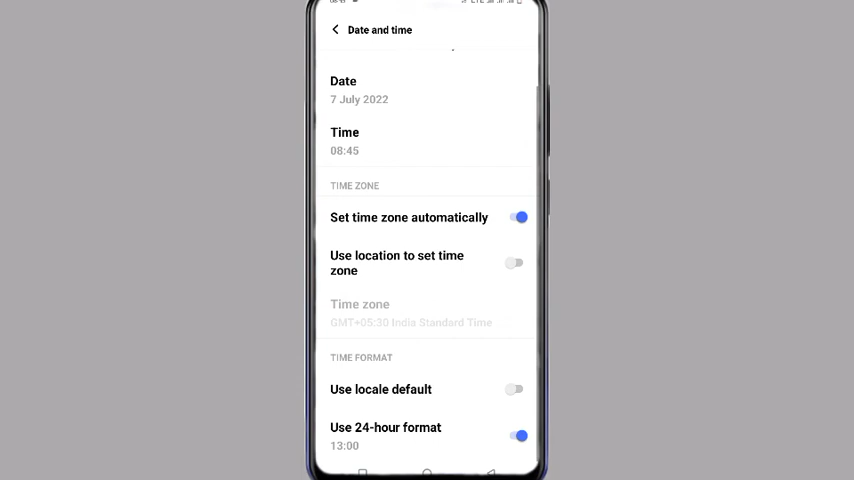 Date and time
Date
7 July 2022
Time
08:45
TIME ZONE
Set time zone automatically
Use location to set time
zone
Time zone
GMT+05:30 India Standard Time
TIME FORMAT
Use locale default
Use 24-hour format
13:00